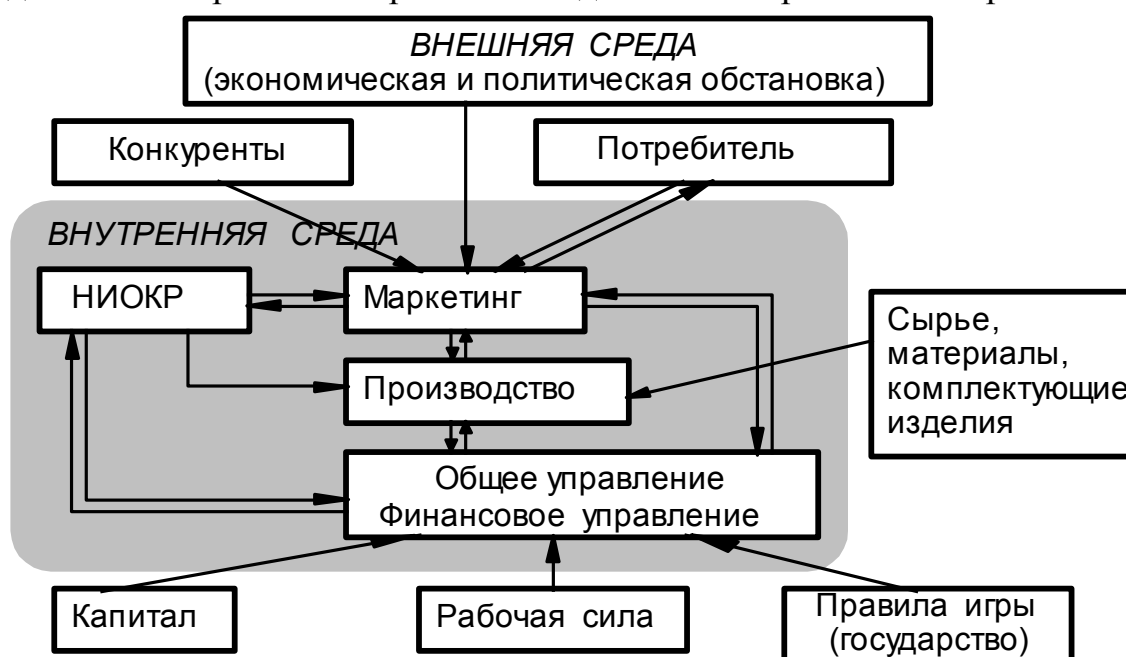 ВНЕШНЯЯ СРЕДА
(экономическая и политическая обстановка)
Конкуренты
Потребитель
ВНУТРЕННЯЯ СРЕДА
НИОКР
Маркетинг
Сырье,
материалы,
комплектующие
изделия
Производство
Общее управление
Финансовое управление
Капитал
Рабочая сила
Правила игры
(государство)